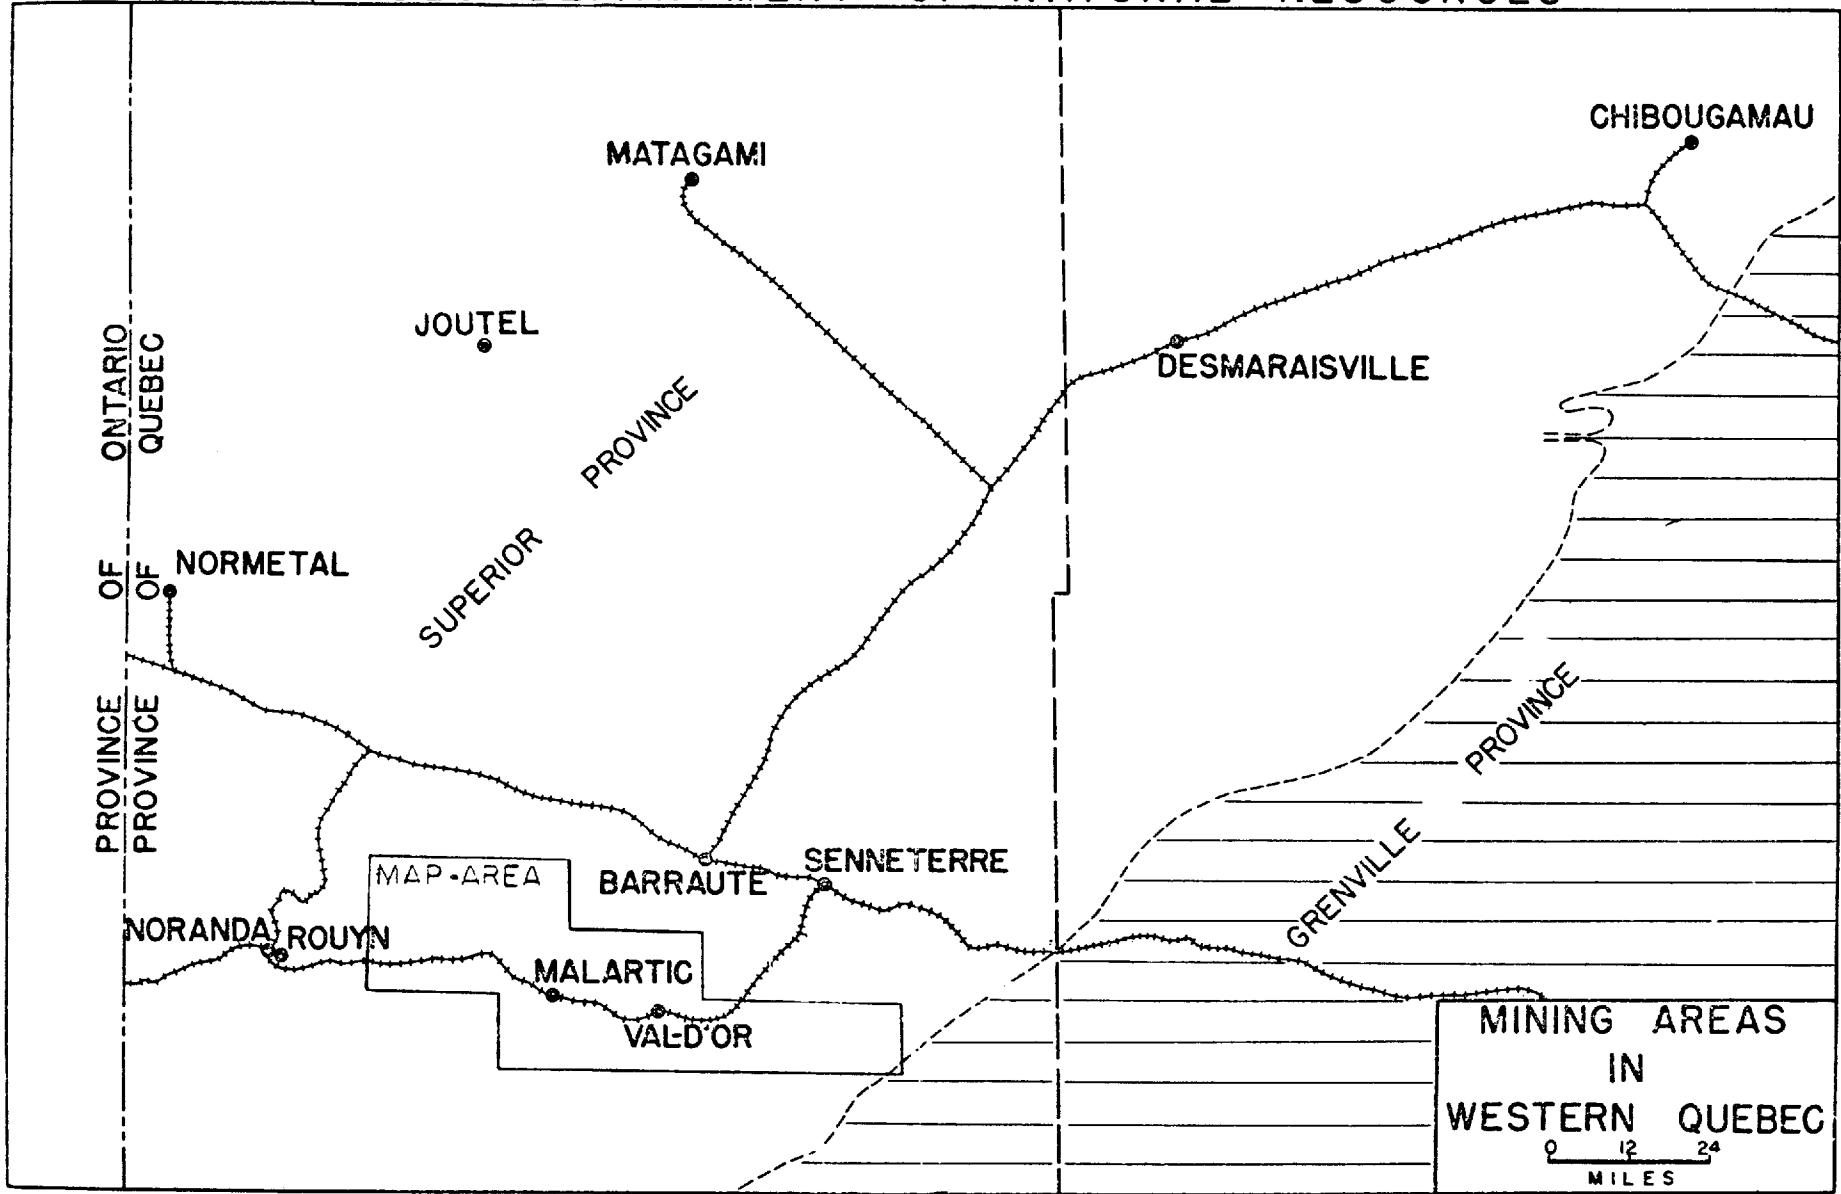 RESOURCES
CHIBOUGAMAU
MATAGAMI
JOUTEL
DESMARAISVILLE
PROVINCE OF ONTARIO
PROVINCE OF QUEBEC
SUPERIOR PROVINCE
NORMETAL
GRENVILLE PROVINCE
MAP-AREA
BARRAUTE
SENNETERRE
NORANDA
ROUYN
MALARTIC
VAL-D'OR
MINING AREAS
IN
WESTERN QUEBEC
0 12 24
MILES